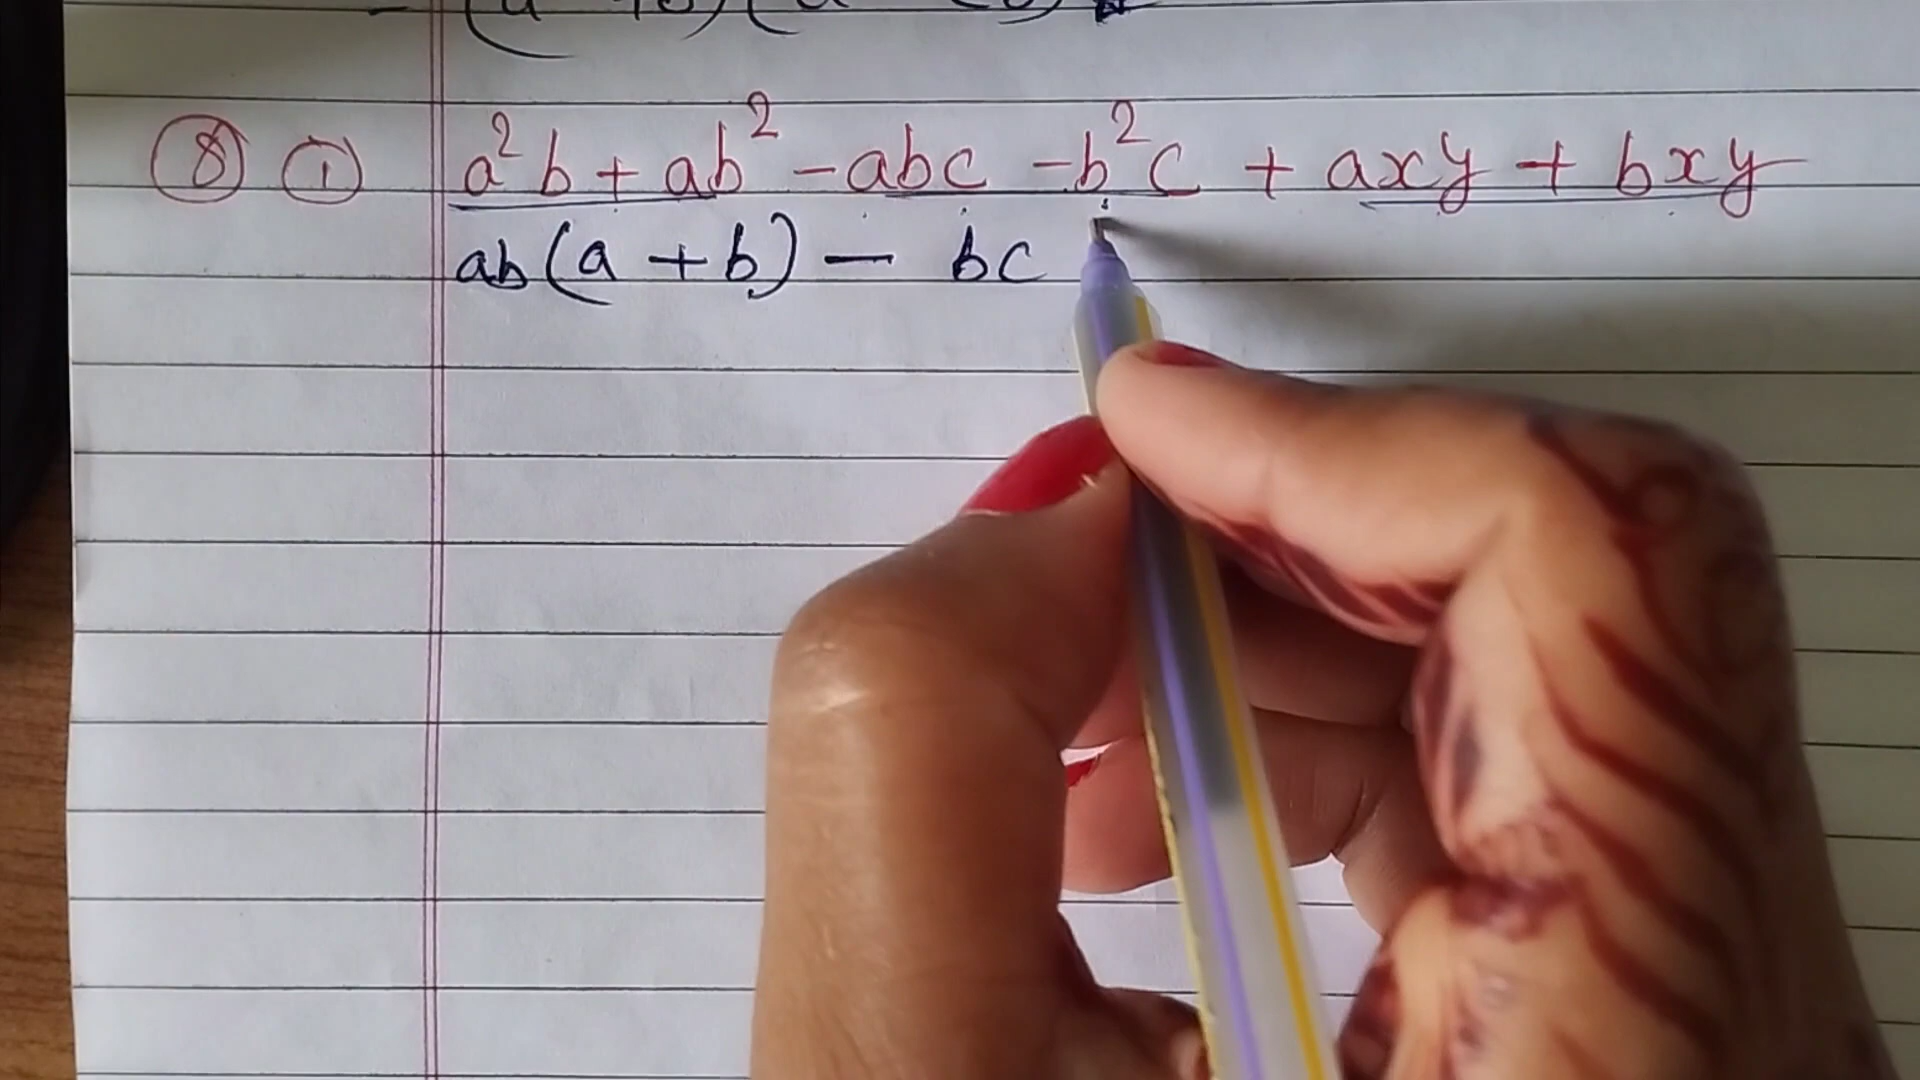 ⑧ ① a²b + ab² - abc - b²c + axy + bxy
ab(a + b) - bc